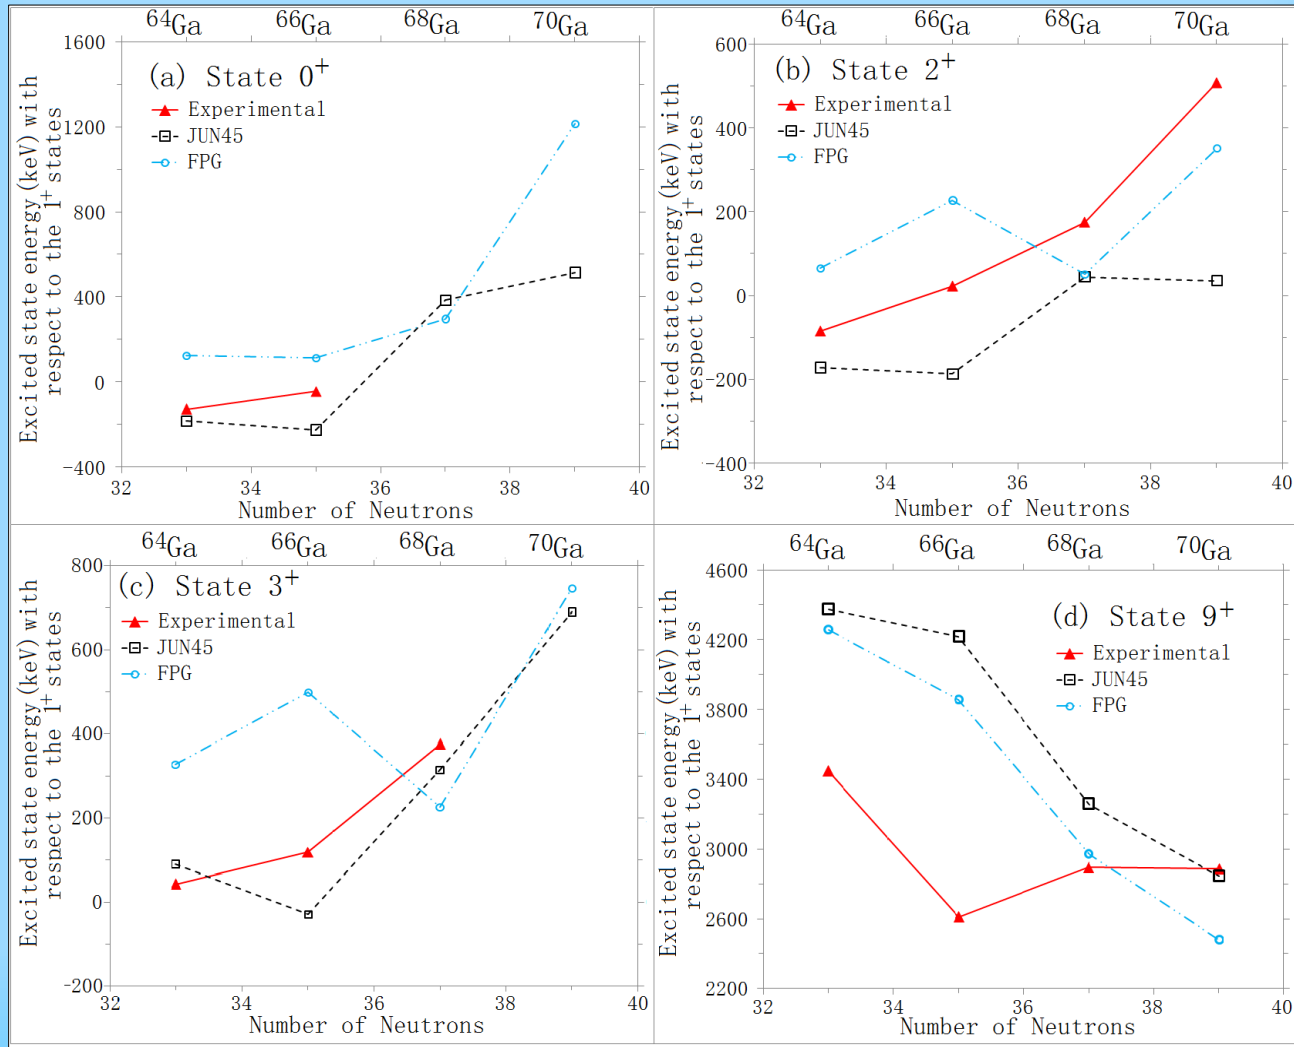 ⁶⁴Ga ⁶⁶Ga ⁶⁸Ga ⁷⁰Ga
(a) State 0⁺
Experimental
JUN45
FPG
1600
1200
800
400
0
-400
32 34 36 38 40
Number of Neutrons
Excited state energy (keV) with
respect to the 1⁺ states
⁶⁴Ga ⁶⁶Ga ⁶⁸Ga ⁷⁰Ga
(b) State 2⁺
Experimental
JUN45
FPG
600
400
200
0
-200
-400
32 34 36 38 40
Number of Neutrons
Excited state energy (keV) with
respect to the 1⁺ states
⁶⁴Ga ⁶⁶Ga ⁶⁸Ga ⁷⁰Ga
(c) State 3⁺
Experimental
JUN45
FPG
800
600
400
200
0
-200
32 34 36 38 40
Number of Neutrons
Excited state energy (keV) with
respect to the 1⁺ states
⁶⁴Ga ⁶⁶Ga ⁶⁸Ga ⁷⁰Ga
(d) State 9⁺
Experimental
JUN45
FPG
4600
4200
3800
3400
3000
2600
2200
32 34 36 38 40
Number of Neutrons
Excited state energy (keV) with
respect to the 1⁺ states